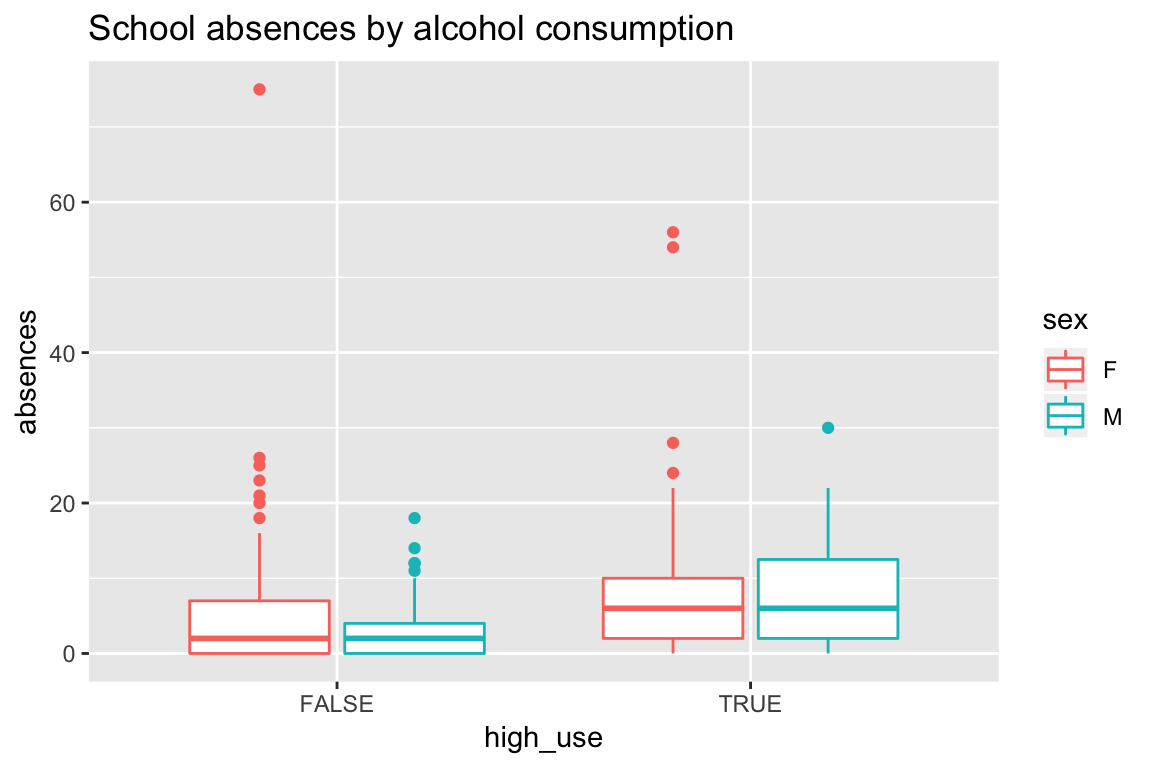 School absences by alcohol consumption
absences
60
40
20
0
FALSE TRUE
high_use
sex
F
M